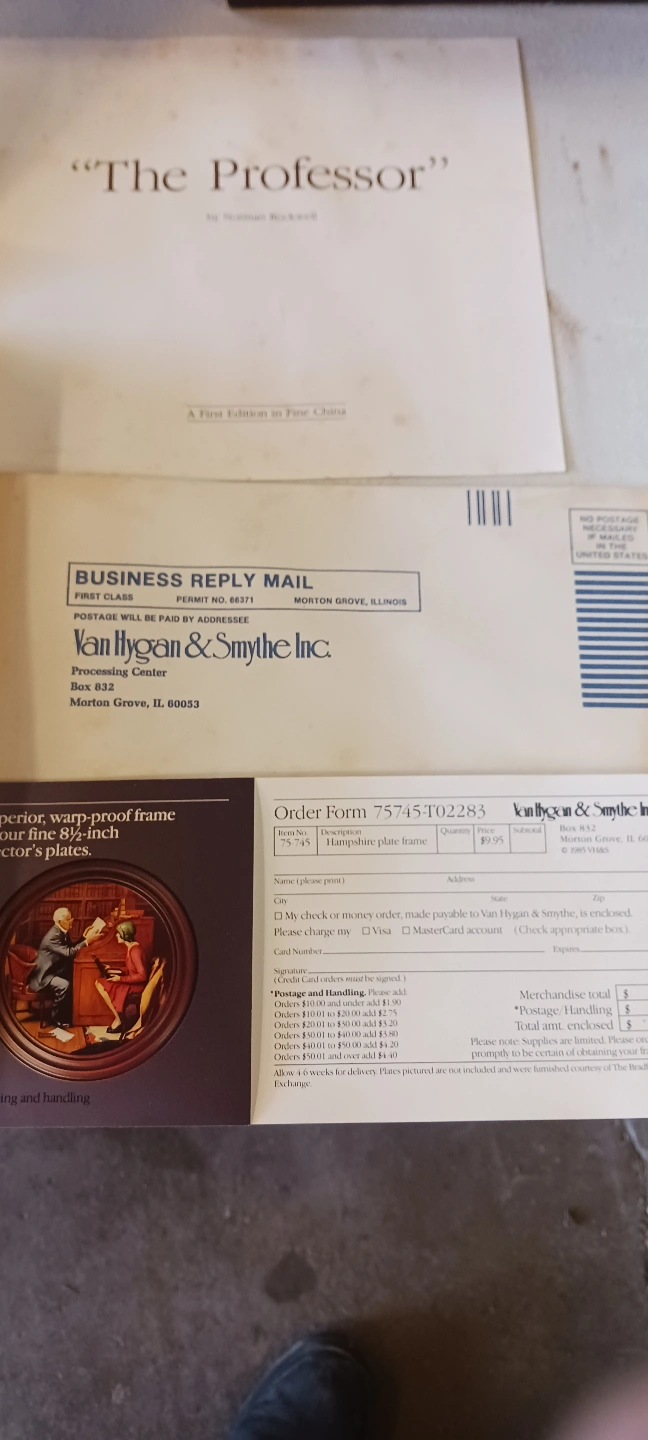 “The Professor”
by Norman Rockwell
A First Edition in Fine China
NO POSTAGE
NECESSARY
IF MAILED
IN THE
UNITED STATES
BUSINESS REPLY MAIL
FIRST CLASS PERMIT NO. 66371 MORTON GROVE, ILLINOIS
POSTAGE WILL BE PAID BY ADDRESSEE
Van Hygan & Smythe Inc.
Processing Center
Box 832
Morton Grove, IL 60053
perior, warp-proof frame
our fine 8½-inch
ctor's plates.
ing and handling
Order Form 75745-T02283 Van Hygan & Smythe In
Item No. Description Quantity Price Subtotal
75-745 Hampshire plate frame $9.95
Box 832
Morton Grove, IL 60
© 1985 VH&S
Name (please print) Address
City State Zip
☐ My check or money order, made payable to Van Hygan & Smythe, is enclosed.
Please charge my ☐ Visa ☐ MasterCard account (Check appropriate box).
Card Number Expires
Signature
(Credit Card orders must be signed.)
*Postage and Handling. Please add:
Orders $10.00 and under add $1.90
Orders $10.01 to $20.00 add $2.75
Orders $20.01 to $30.00 add $3.20
Orders $30.01 to $40.00 add $3.80
Orders $40.01 to $50.00 add $4.20
Orders $50.01 and over add $4.40
Merchandise total $
*Postage/Handling $
Total amt. enclosed $
Please note: Supplies are limited. Please or
promptly to be certain of obtaining your fr
Allow 4-6 weeks for delivery. Plates pictured are not included and were furnished courtesy of The Bradf
Exchange.